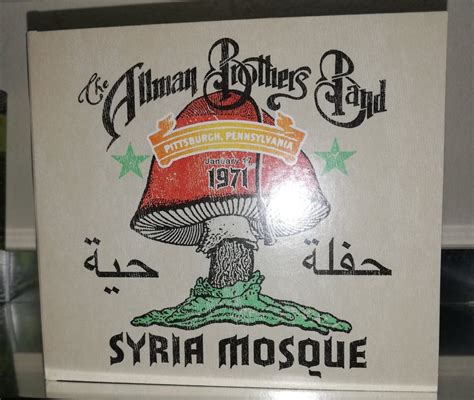 The Allman Brothers Band
PITTSBURGH, PENNSYLVANIA
January 17
1971
حفلة حية
SYRIA MOSQUE